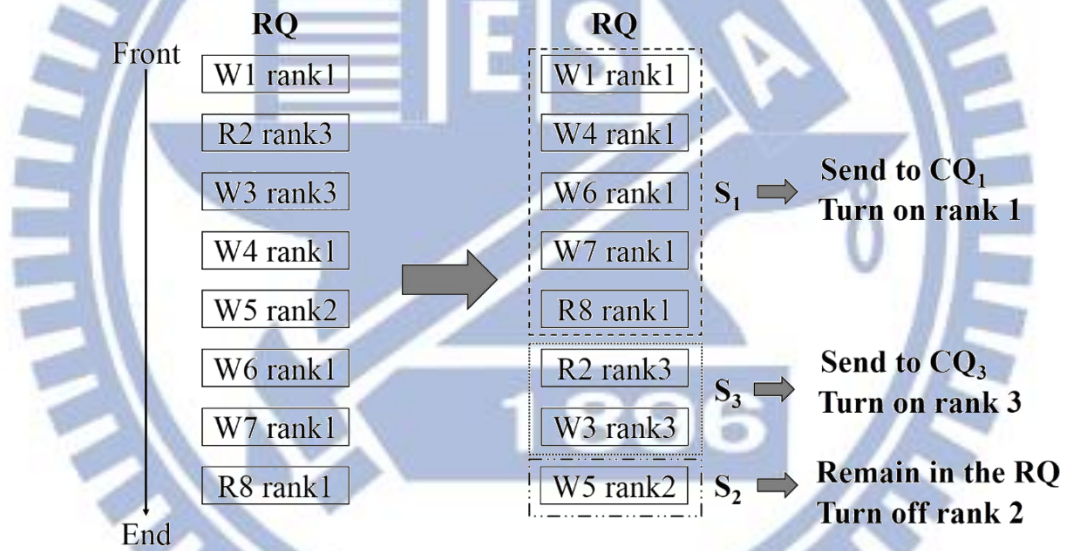 RQ
RQ
Front
W1 rank1
R2 rank3
W3 rank3
W4 rank1
W5 rank2
W6 rank1
W7 rank1
R8 rank1
End
W1 rank1
W4 rank1
W6 rank1
W7 rank1
R8 rank1
S₁
Send to CQ₁
Turn on rank 1
R2 rank3
W3 rank3
S₃
Send to CQ₃
Turn on rank 3
W5 rank2
S₂
Remain in the RQ
Turn off rank 2
E S A
1896